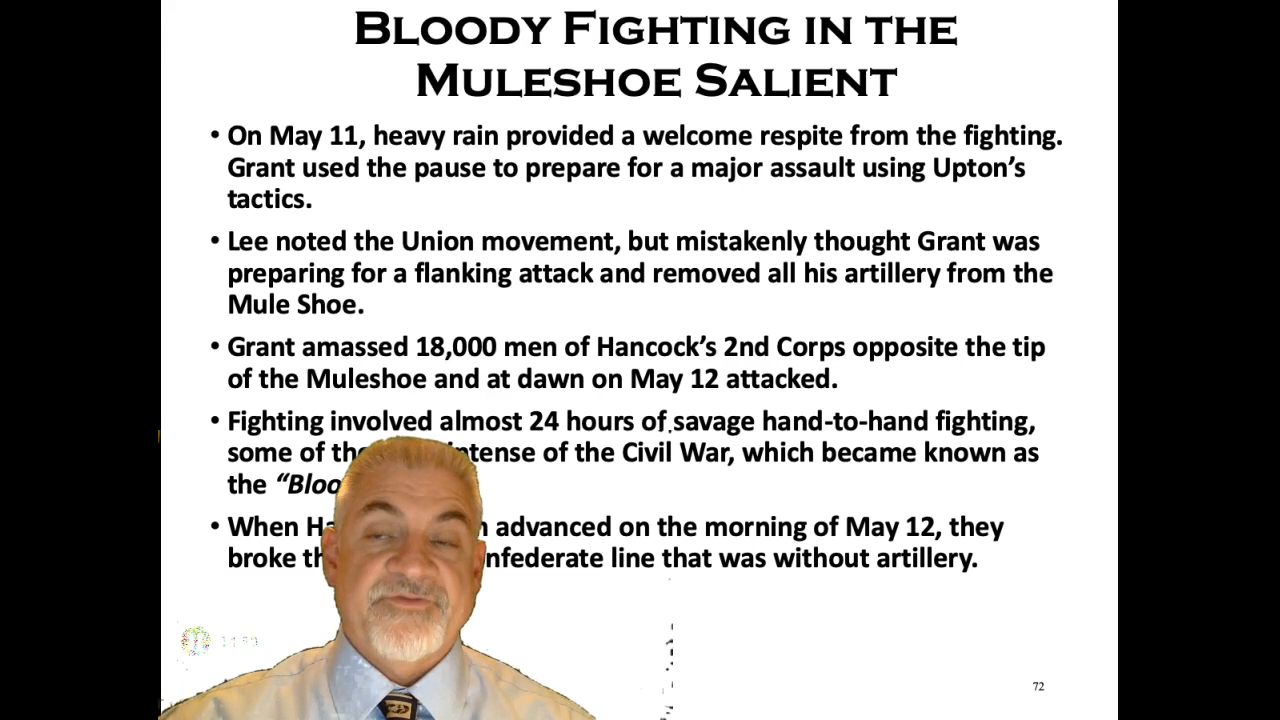 BLOODY FIGHTING IN THE
MULESHOE SALIENT
• On May 11, heavy rain provided a welcome respite from the fighting.
Grant used the pause to prepare for a major assault using Upton's
tactics.
• Lee noted the Union movement, but mistakenly thought Grant was
preparing for a flanking attack and removed all his artillery from the
Mule Shoe.
• Grant amassed 18,000 men of Hancock's 2nd Corps opposite the tip
of the Muleshoe and at dawn on May 12 attacked.
• Fighting involved almost 24 hours of savage hand-to-hand fighting,
some of the intense of the Civil War, which became known as
the
• When advanced on the morning of May 12, they
broke line that was without artillery.
72